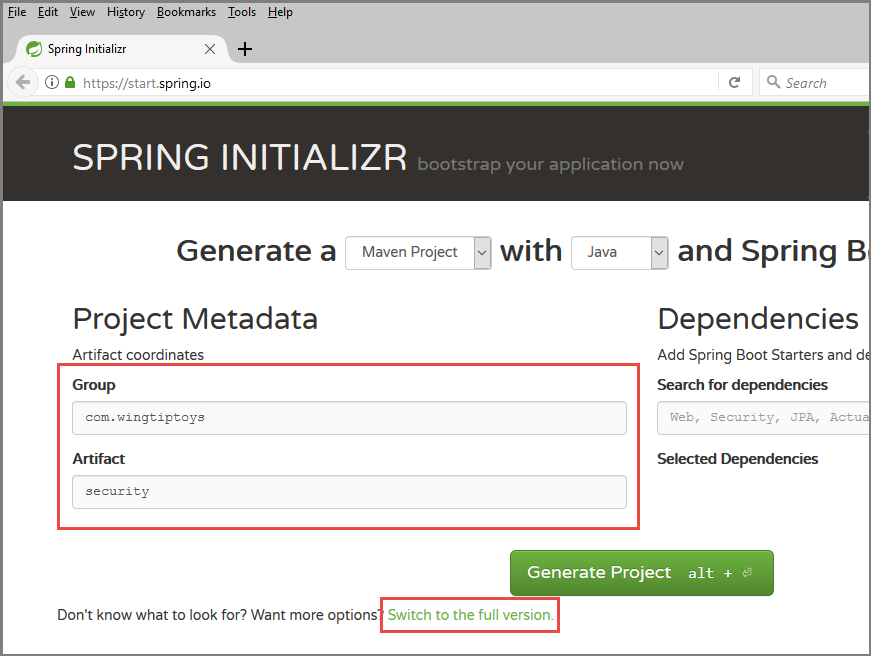 File Edit View History Bookmarks Tools Help
Spring Initializr
https://start.spring.io
Search
SPRING INITIALIZR bootstrap your application now
Generate a Maven Project with Java and Spring B
Project Metadata
Artifact coordinates
Group
com.wingtiptoys
Artifact
security
Dependencies
Add Spring Boot Starters and de
Search for dependencies
Web, Security, JPA, Actua
Selected Dependencies
Generate Project alt + ⏎
Don't know what to look for? Want more options? Switch to the full version.